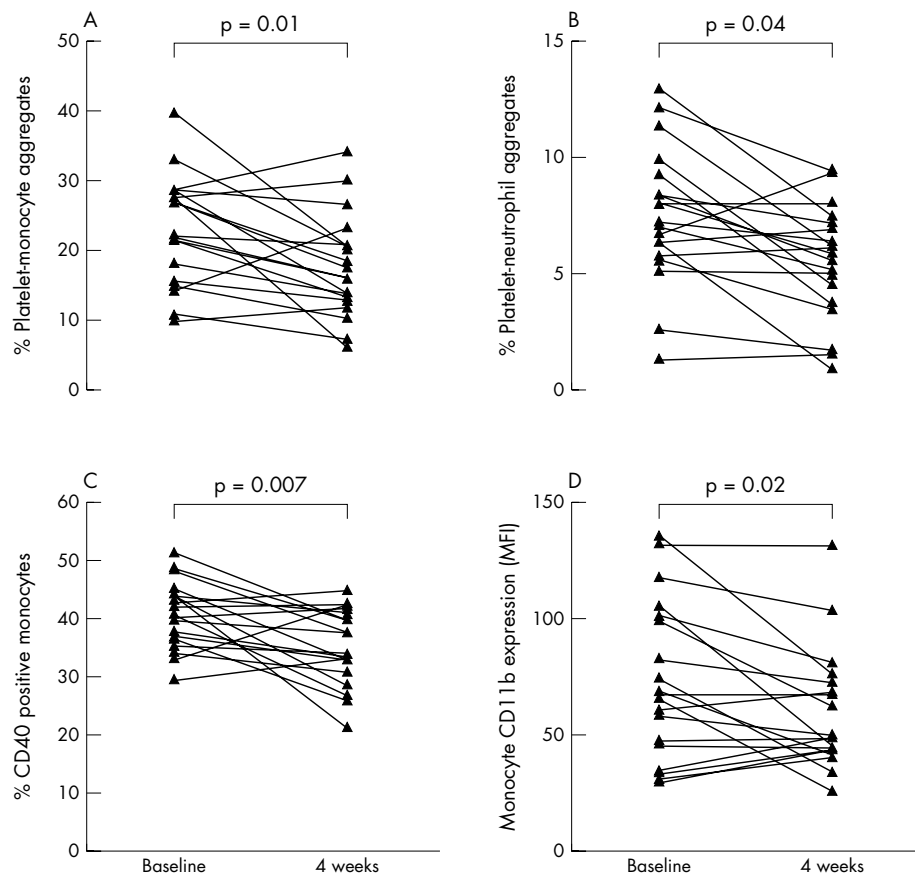 A
p = 0.01
50
40
30
20
10
0
% Platelet-monocyte aggregates
B
p = 0.04
15
10
5
0
% Platelet-neutrophil aggregates
C
p = 0.007
60
50
40
30
20
10
0
% CD40 positive monocytes
Baseline
4 weeks
D
p = 0.02
150
100
50
0
Monocyte CD11b expression (MFI)
Baseline
4 weeks